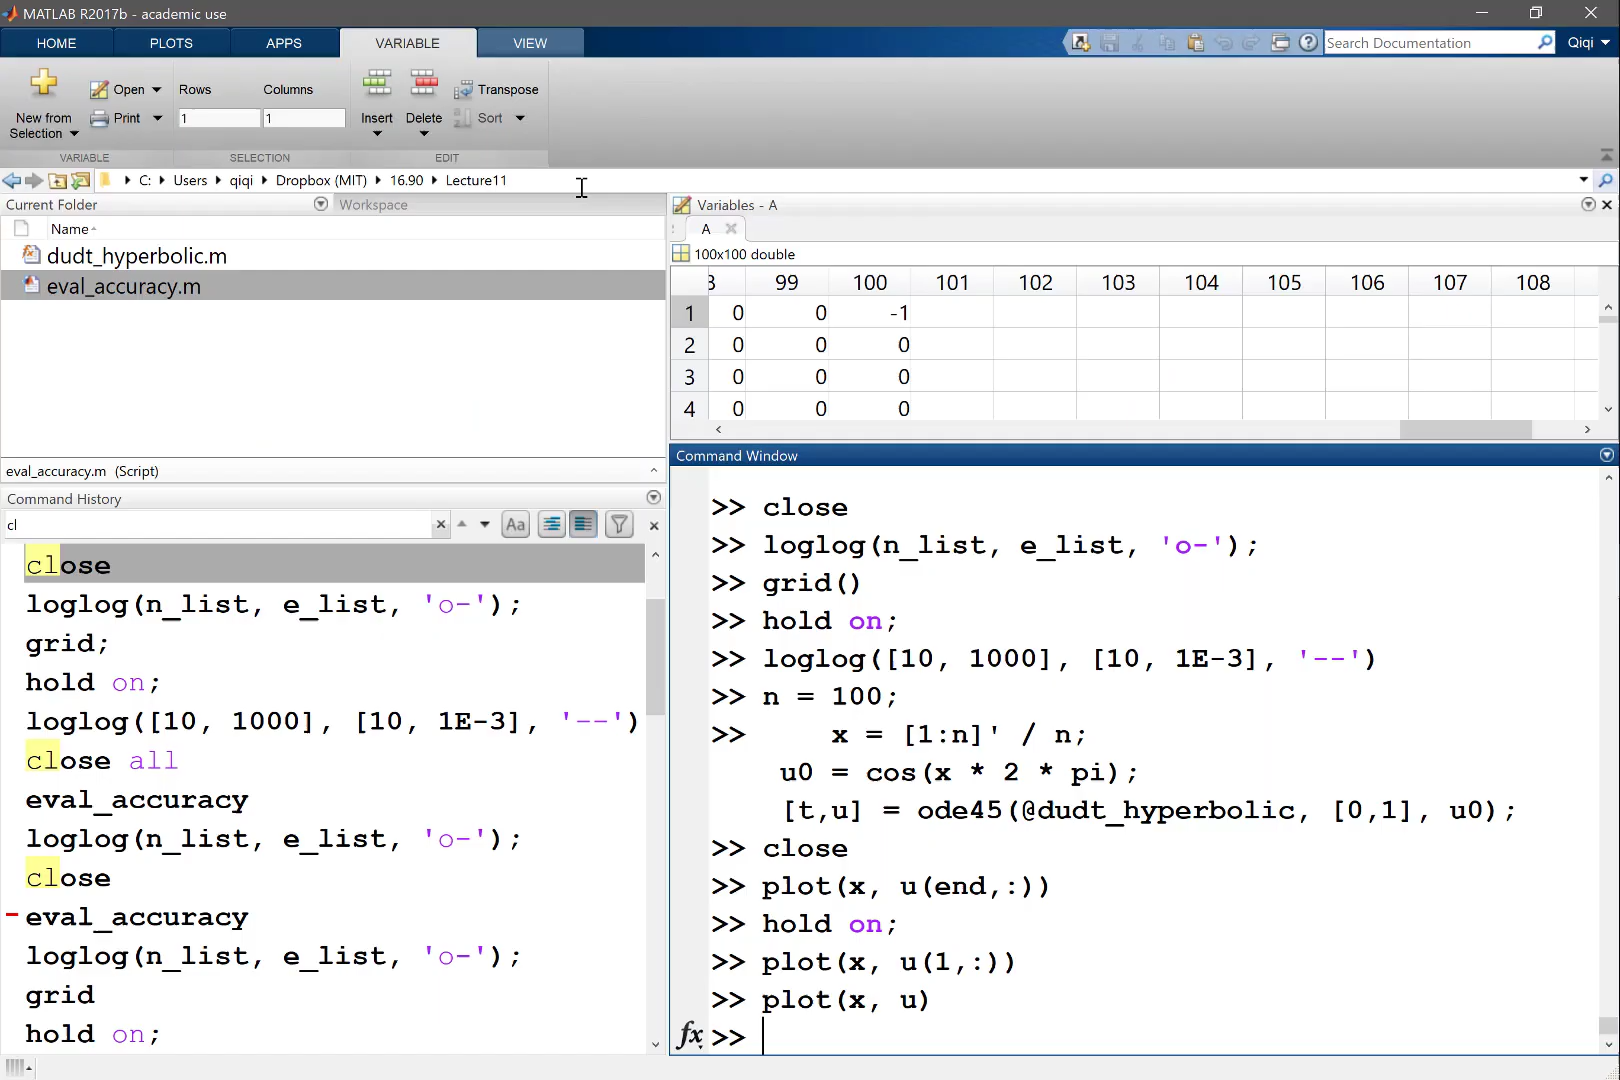 MATLAB R2017b - academic use
HOME PLOTS APPS VARIABLE VIEW Search Documentation Qiqi
New from Selection Open Print Rows Columns 1 1 Insert Delete Transpose Sort
VARIABLE SELECTION EDIT
C: Users qiqi Dropbox (MIT) 16.90 Lecture11
Current Folder Workspace
Name
dudt_hyperbolic.m
eval_accuracy.m
eval_accuracy.m (Script)
Variables - A
A
100x100 double
99 100 101 102 103 104 105 106 107 108
1 0 0 -1
2 0 0 0
3 0 0 0
4 0 0 0
Command History
cl
Aa
close
loglog(n_list, e_list, 'o-');
grid;
hold on;
loglog([10, 1000], [10, 1E-3], '--')
close all
eval_accuracy
loglog(n_list, e_list, 'o-');
close
eval_accuracy
loglog(n_list, e_list, 'o-');
grid
hold on;
Command Window
>> close
>> loglog(n_list, e_list, 'o-');
>> grid()
>> hold on;
>> loglog([10, 1000], [10, 1E-3], '--')
>> n = 100;
>> x = [1:n]' / n;
u0 = cos(x * 2 * pi);
[t,u] = ode45(@dudt_hyperbolic, [0,1], u0);
>> close
>> plot(x, u(end,:))
>> hold on;
>> plot(x, u(1,:))
>> plot(x, u)
fx >>